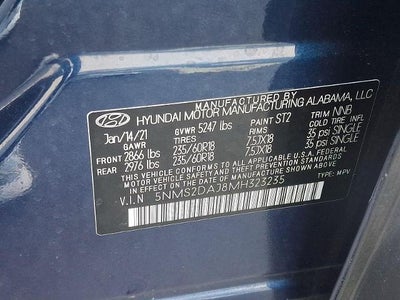 MANUFACTURED BY
HYUNDAI MOTOR MANUFACTURING ALABAMA, LLC
Jan/14/21 GVWR 5247 lbs PAINT ST2 TRIM NNB
GAWR TIRES RIMS COLD TIRE
FRONT 2866 lbs 235/60R18 7.5JX18 35 psi SINGLE
REAR 2976 lbs 235/60R18 7.5JX18 35 psi SINGLE
THIS VEHICLE CONFORMS TO ALL APPLICABLE FEDERAL
MOTOR VEHICLE SAFETY AND THEFT PREVENTION STANDARDS
IN EFFECT ON THE DATE OF MANUFACTURE SHOWN ABOVE.
V.I.N 5NMS2DAJ8MH323235 TYPE: MPV